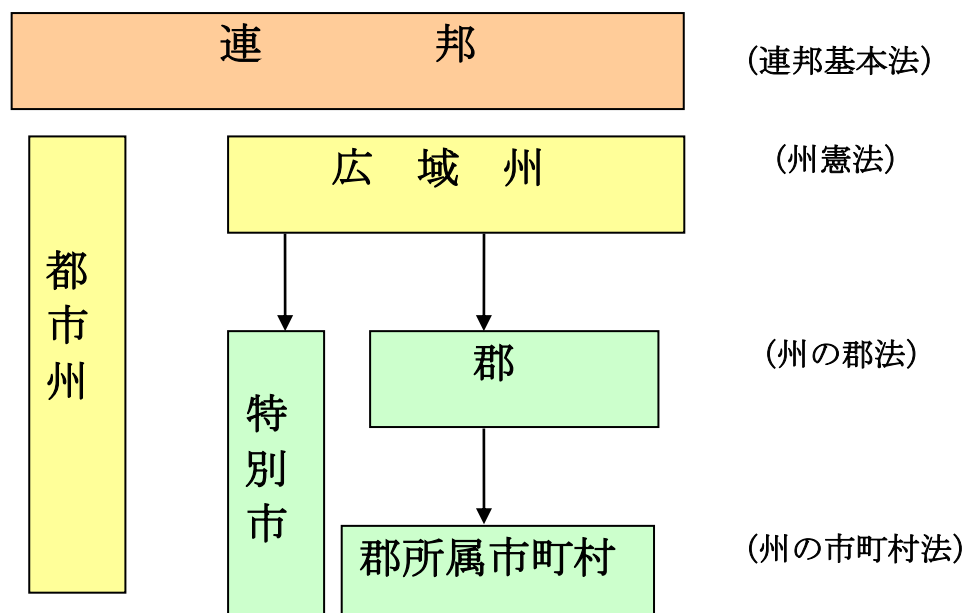 連邦
(連邦基本法)
広域州
(州憲法)
都市州
郡
(州の郡法)
特別市
郡所属市町村
(州の市町村法)